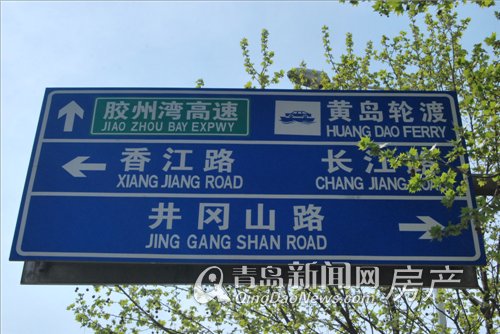 胶州湾高速 黄岛轮渡
JIAO ZHOU BAY EXPWY HUANG DAO FERRY
香江路 长江路
XIANG JIANG ROAD CHANG JIANG ROAD
井冈山路
JING GANG SHAN ROAD
青岛新闻网 房产
QingDaoNews.com